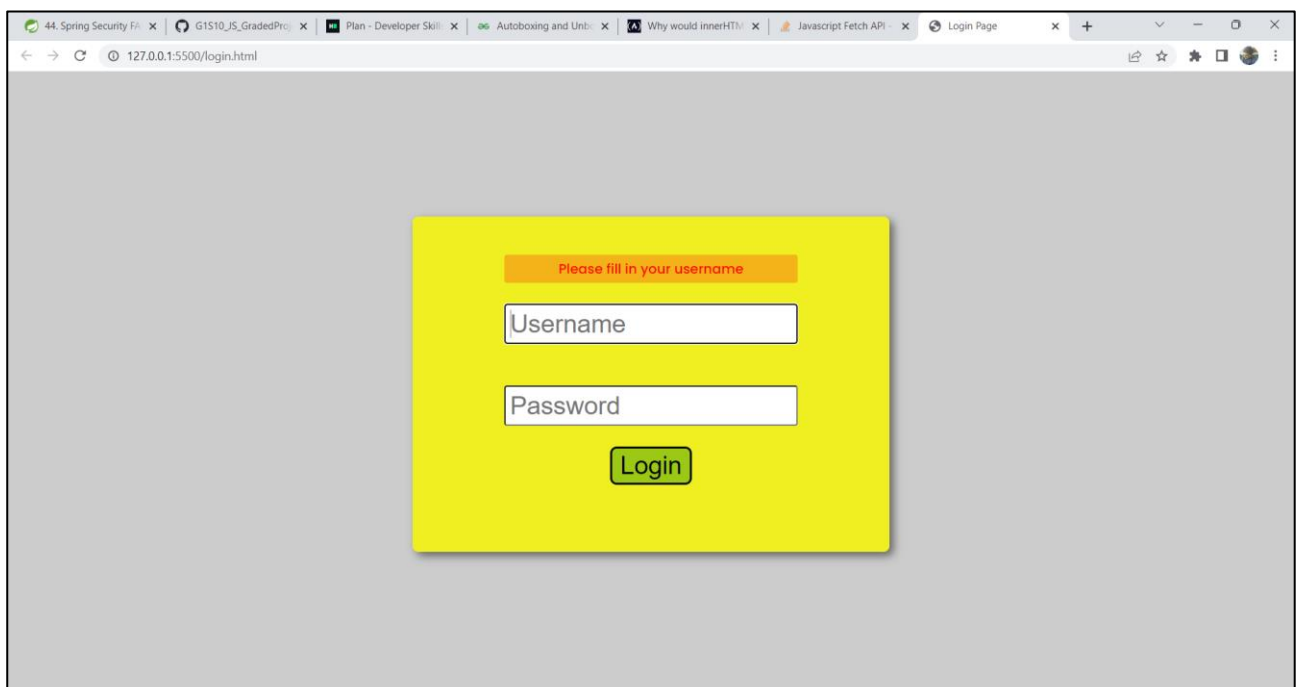 44. Spring Security FA
G1S10_JS_GradedProj
Plan - Developer Skill
Autoboxing and Unbo
Why would innerHTM
Javascript Fetch API -
Login Page
127.0.0.1:5500/login.html
Please fill in your username
Username
Password
Login